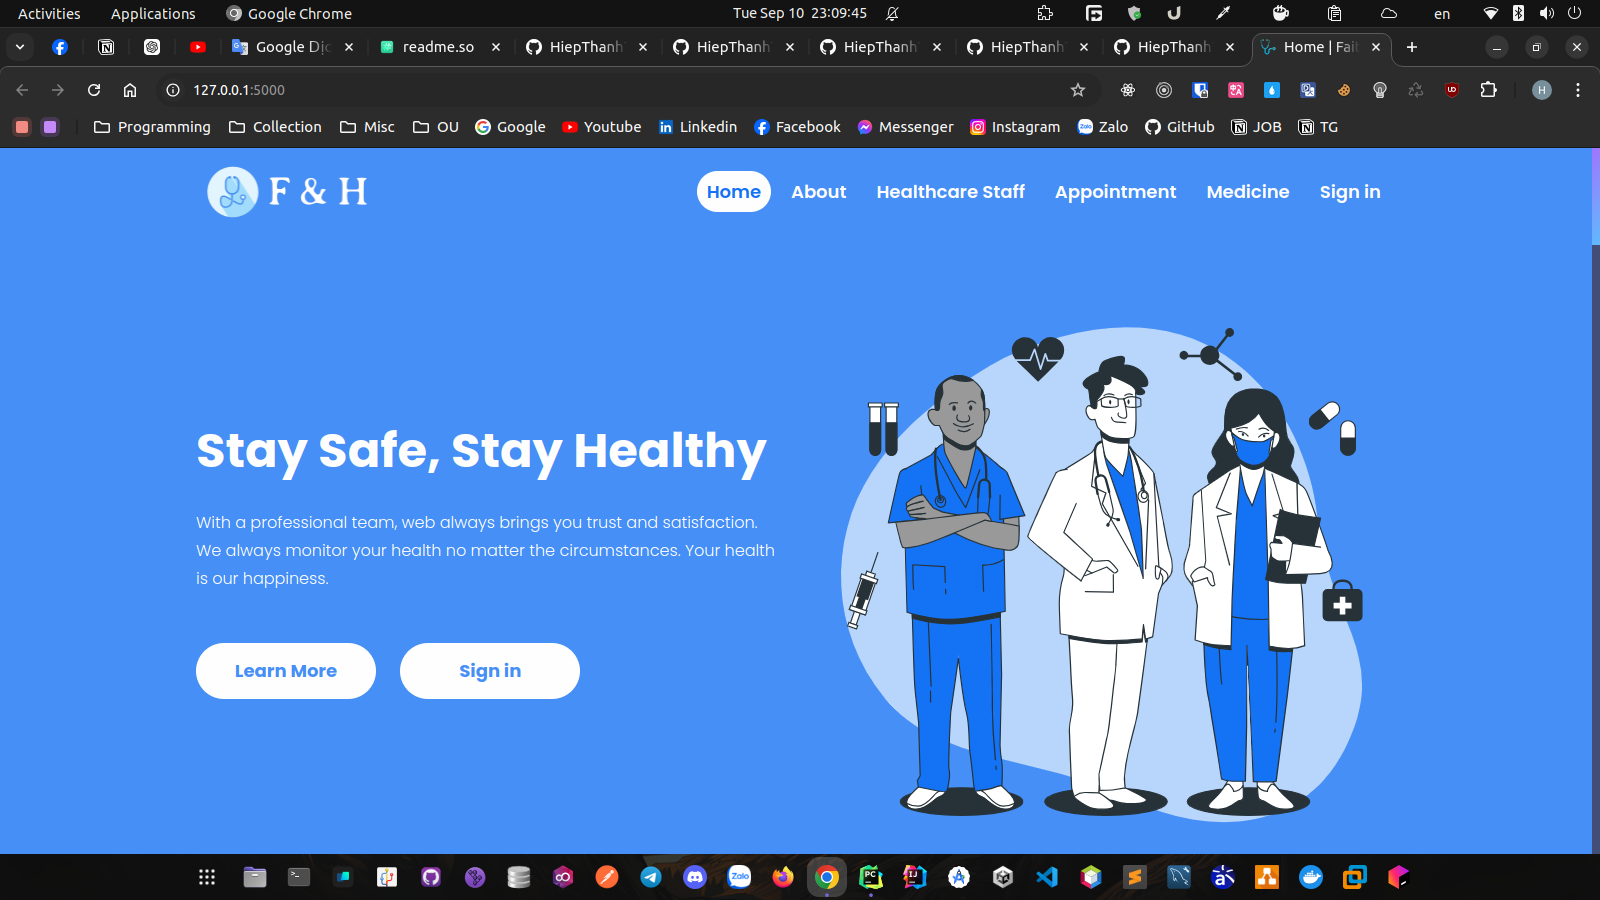 Activities
Applications
Google Chrome
Tue Sep 10 23:09:45
en
Google Dic
readme.so
HiepThanh
HiepThanh
HiepThanh
HiepThanh
HiepThanh
Home | Fait
127.0.0.1:5000
Programming
Collection
Misc
OU
Google
Youtube
Linkedin
Facebook
Messenger
Instagram
Zalo
GitHub
JOB
TG
F & H
Home
About
Healthcare Staff
Appointment
Medicine
Sign in
Stay Safe, Stay Healthy
With a professional team, web always brings you trust and satisfaction.
We always monitor your health no matter the circumstances. Your health
is our happiness.
Learn More
Sign in